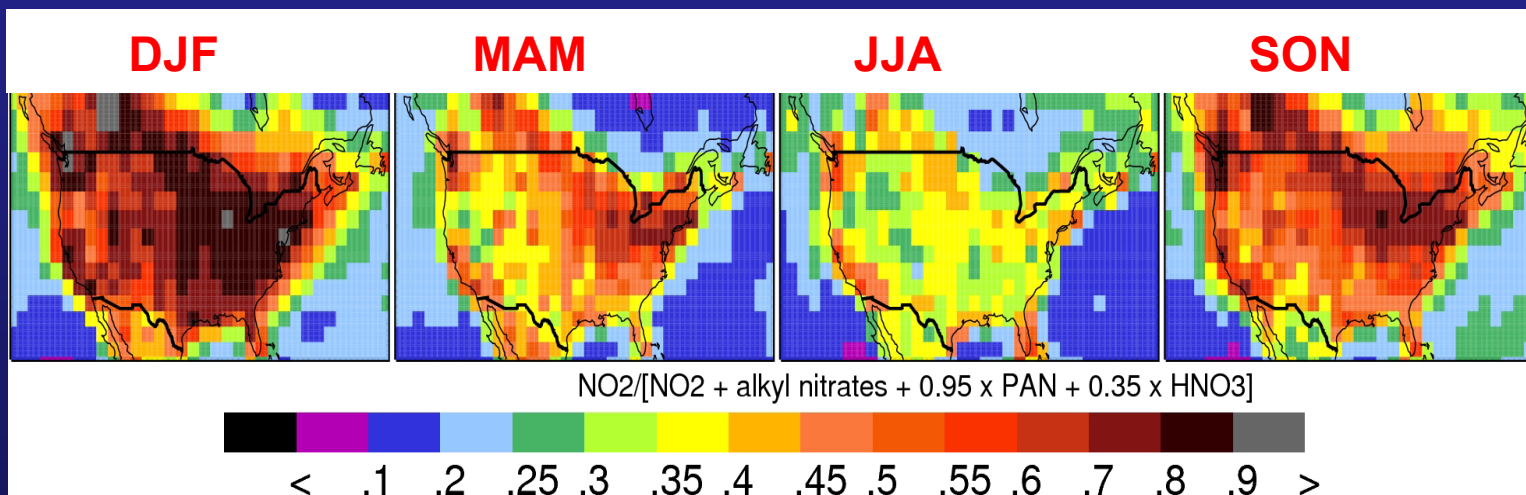 DJF MAM JJA SON
NO2/[NO2 + alkyl nitrates + 0.95 x PAN + 0.35 x HNO3]
< .1 .2 .25 .3 .35 .4 .45 .5 .55 .6 .7 .8 .9 >